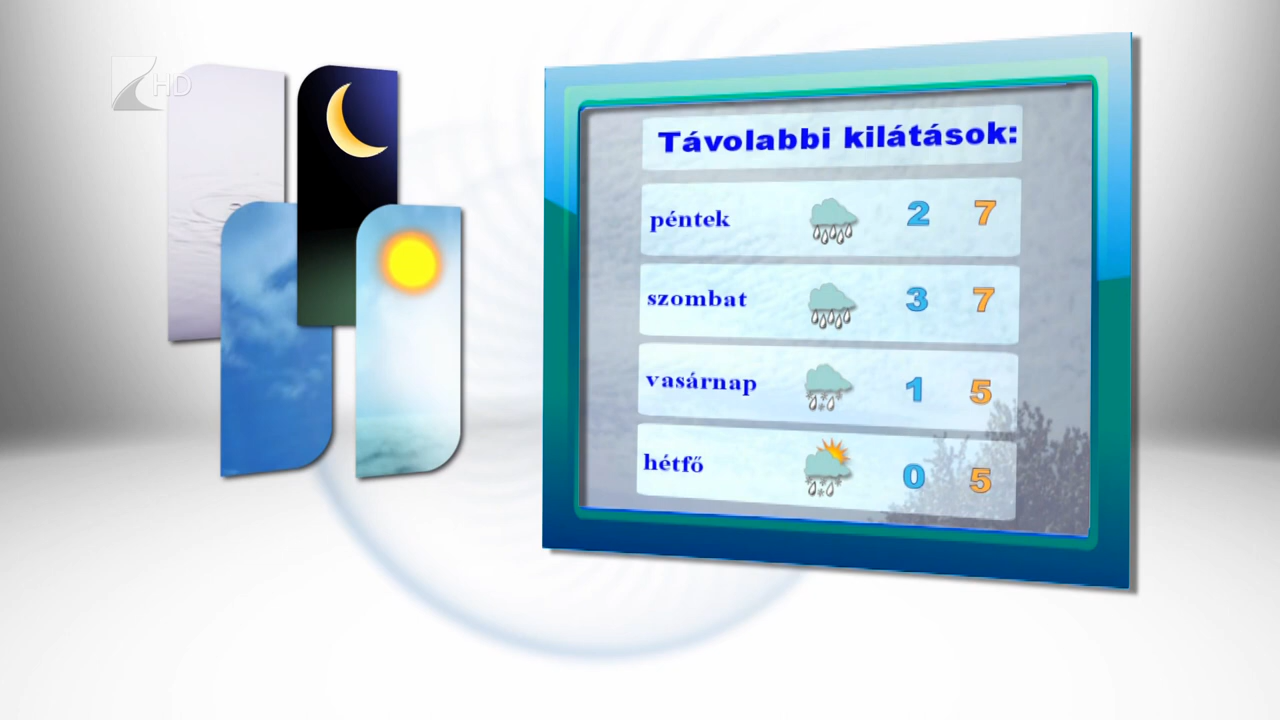 HD
Távolabbi kilátások:
péntek 2 7
szombat 3 7
vasárnap 1 5
hétfő 0 5